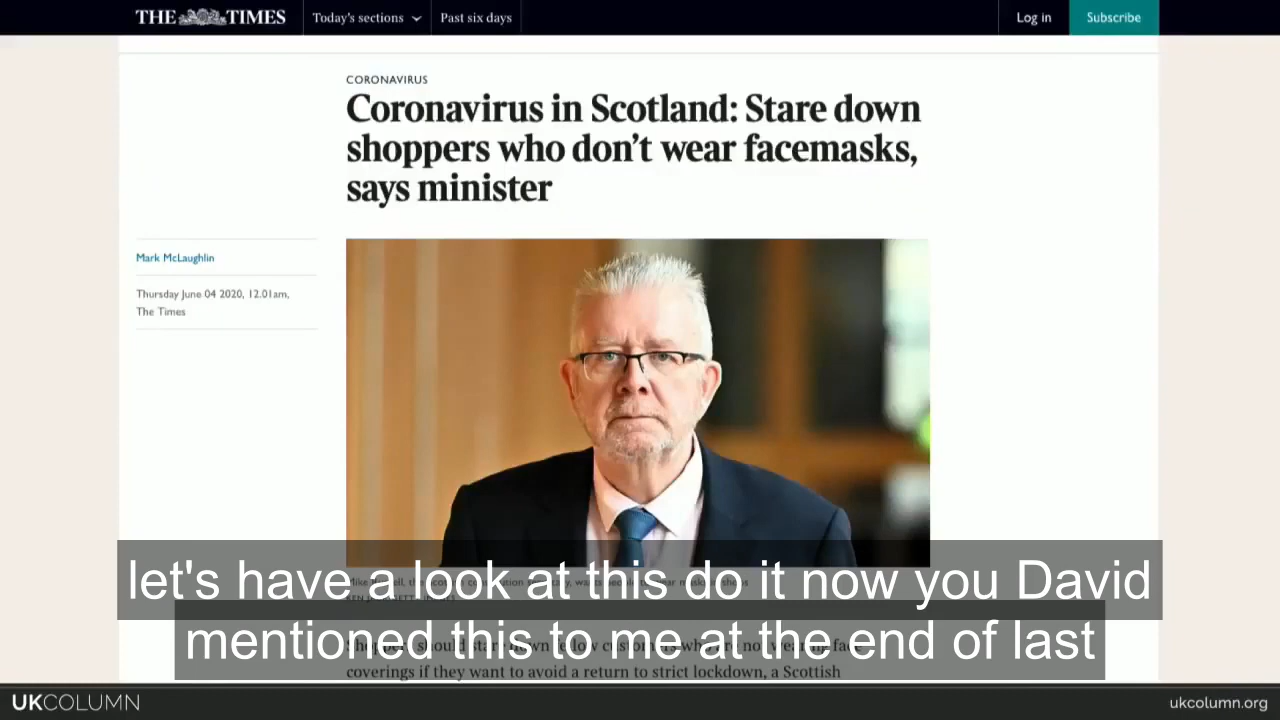 THE TIMES
Today's sections
Past six days
Log in
Subscribe
CORONAVIRUS
Coronavirus in Scotland: Stare down
shoppers who don't wear facemasks,
says minister
Mark McLaughlin
Thursday June 04 2020, 12.01am,
The Times
let's have a look at this do it now you David
mentioned this to me at the end of last
coverings if they want to avoid a return to strict lockdown, a Scottish
UKCOLUMN
ukcolumn.org